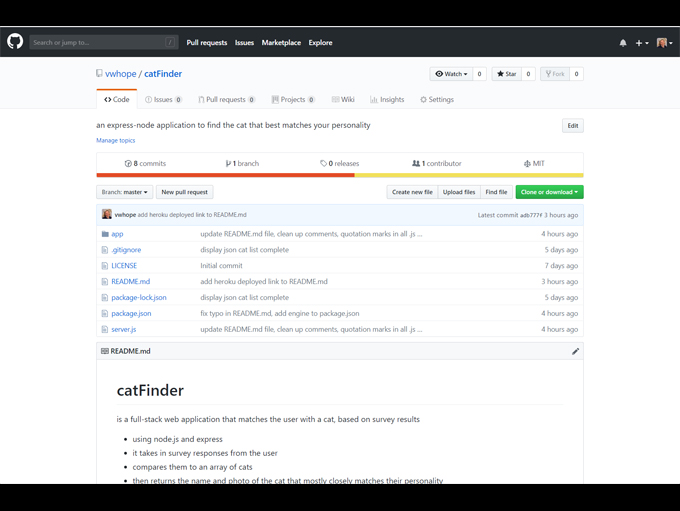 Search or jump to... /
Pull requests Issues Marketplace Explore
vwhope / catFinder
Watch 0 Star 0 Fork 0
Code Issues 0 Pull requests 0 Projects 0 Wiki Insights Settings
an express-node application to find the cat that best matches your personality
Edit
Manage topics
8 commits 1 branch 0 releases 1 contributor MIT
Branch: master New pull request Create new file Upload files Find file Clone or download
vwhope add heroku deployed link to README.md Latest commit adb777f 3 hours ago
app update README.md file, clean up comments, quotation marks in all .js ... 4 hours ago
.gitignore display json cat list complete 5 days ago
LICENSE Initial commit 7 days ago
README.md add heroku deployed link to README.md 3 hours ago
package-lock.json display json cat list complete 5 days ago
package.json fix typo in README.md, add engine to package.json 4 hours ago
server.js update README.md file, clean up comments, quotation marks in all .js ... 4 hours ago
README.md
catFinder
is a full-stack web application that matches the user with a cat, based on survey results
• using node.js and express
• it takes in survey responses from the user
• compares them to an array of cats
• then returns the name and photo of the cat that mostly closely matches their personality